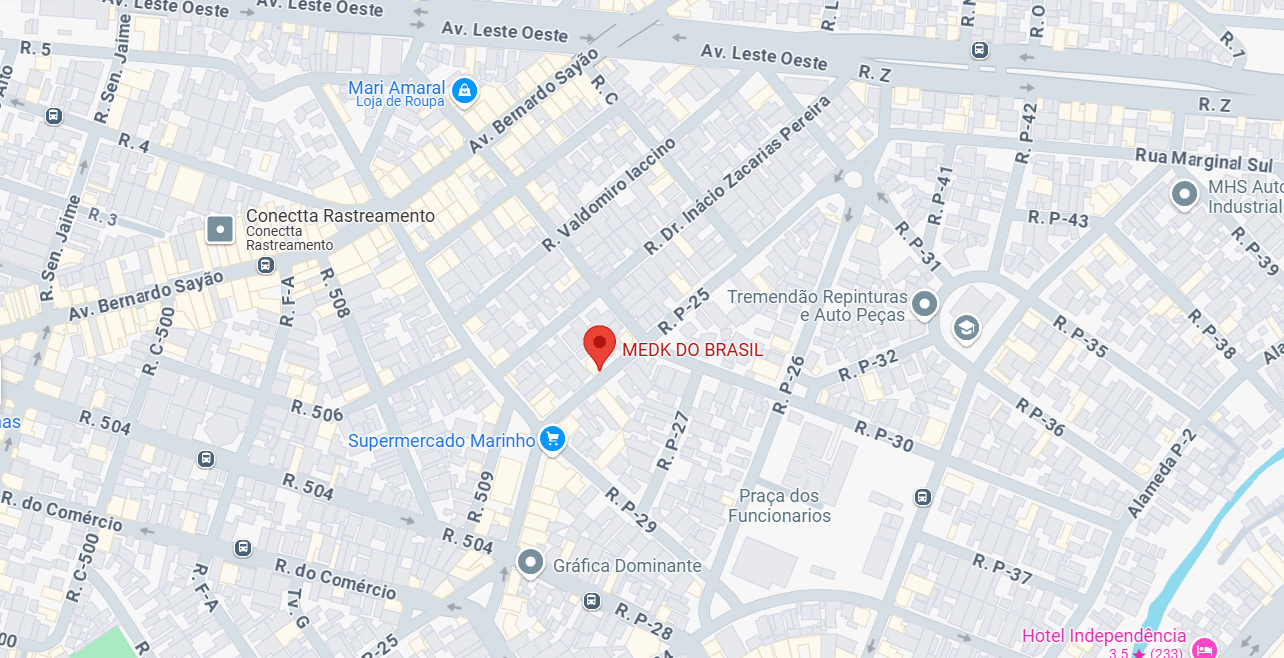 Av. Leste Oeste
Av. Leste Oeste
Av. Leste Oeste
Av. Leste Oeste
R. 5
R. Sen. Jaime
Mari Amaral
Loja de Roupa
Av. Bernardo Sayão
R. C
R. Z
R. Z
R. 4
R. P-42
Rua Marginal Sul
R. Dr. Inácio Zacarias Pereira
R. Valdomiro Iaccino
R. P-41
MHS Auto
Industrial
R. 3
Conectta Rastreamento
Conectta
Rastreamento
R. P-43
R. P-31
R. P-39
R. Sen. Jaime
Av. Bernardo Sayão
R. F-A
R. 508
Tremendão Repinturas
e Auto Peças
R. P-25
R. C-500
MEDK DO BRASIL
R. P-35
R. P-38
R. P-32
R. P-26
R. 506
R. 504
Supermercado Marinho
R. P-27
R. P-30
R. P-36
Alameda P-2
R. 504
R. 509
R. P-29
Praça dos
Funcionarios
R. do Comércio
R. 504
R. C-500
R. F-A
R. do Comércio
Tv. G
Gráfica Dominante
R. P-37
R. P-28
R. P-25
Hotel Independência
3,5 ★ (233)